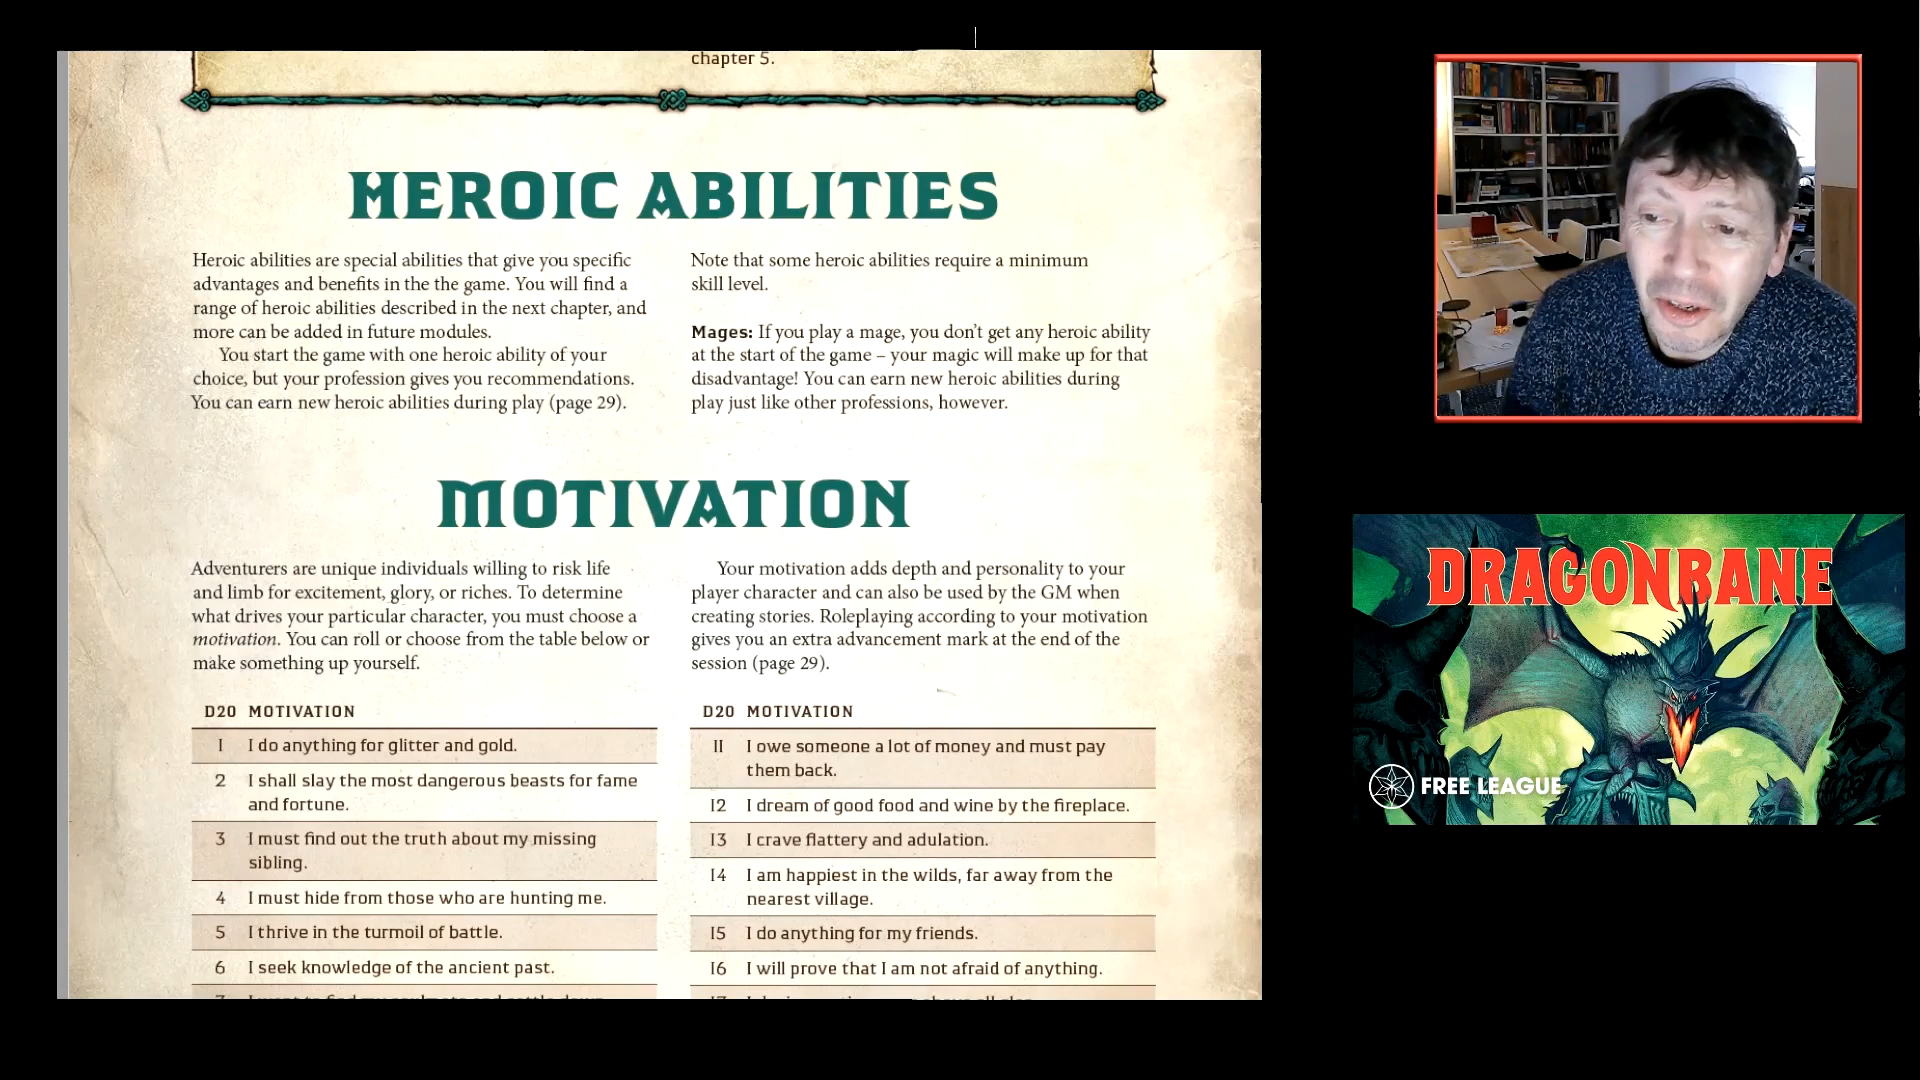 chapter 5.
HEROIC ABILITIES
Heroic abilities are special abilities that give you specific
advantages and benefits in the the game. You will find a
range of heroic abilities described in the next chapter, and
more can be added in future modules.
You start the game with one heroic ability of your
choice, but your profession gives you recommendations.
You can earn new heroic abilities during play (page 29).
Note that some heroic abilities require a minimum
skill level.
Mages: If you play a mage, you don’t get any heroic ability
at the start of the game – your magic will make up for that
disadvantage! You can earn new heroic abilities during
play just like other professions, however.
MOTIVATION
Adventurers are unique individuals willing to risk life
and limb for excitement, glory, or riches. To determine
what drives your particular character, you must choose a
motivation. You can roll or choose from the table below or
make something up yourself.
Your motivation adds depth and personality to your
player character and can also be used by the GM when
creating stories. Roleplaying according to your motivation
gives you an extra advancement mark at the end of the
session (page 29).
D20 MOTIVATION
1 I do anything for glitter and gold.
2 I shall slay the most dangerous beasts for fame
and fortune.
3 I must find out the truth about my missing
sibling.
4 I must hide from those who are hunting me.
5 I thrive in the turmoil of battle.
6 I seek knowledge of the ancient past.
D20 MOTIVATION
11 I owe someone a lot of money and must pay
them back.
12 I dream of good food and wine by the fireplace.
13 I crave flattery and adulation.
14 I am happiest in the wilds, far away from the
nearest village.
15 I do anything for my friends.
16 I will prove that I am not afraid of anything.
DRAGONBANE
FREE LEAGUE